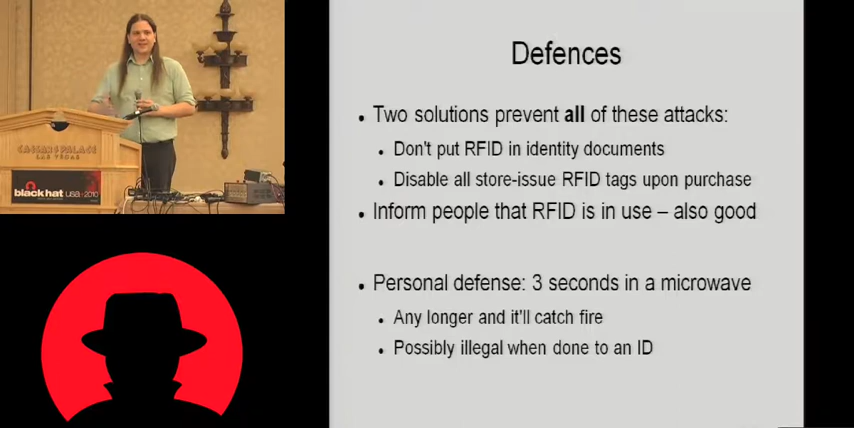 CAESARS PALACE
LAS VEGAS
black hat usa + 2010
Defences
Two solutions prevent all of these attacks:
Don't put RFID in identity documents
Disable all store-issue RFID tags upon purchase
Inform people that RFID is in use – also good
Personal defense: 3 seconds in a microwave
Any longer and it'll catch fire
Possibly illegal when done to an ID